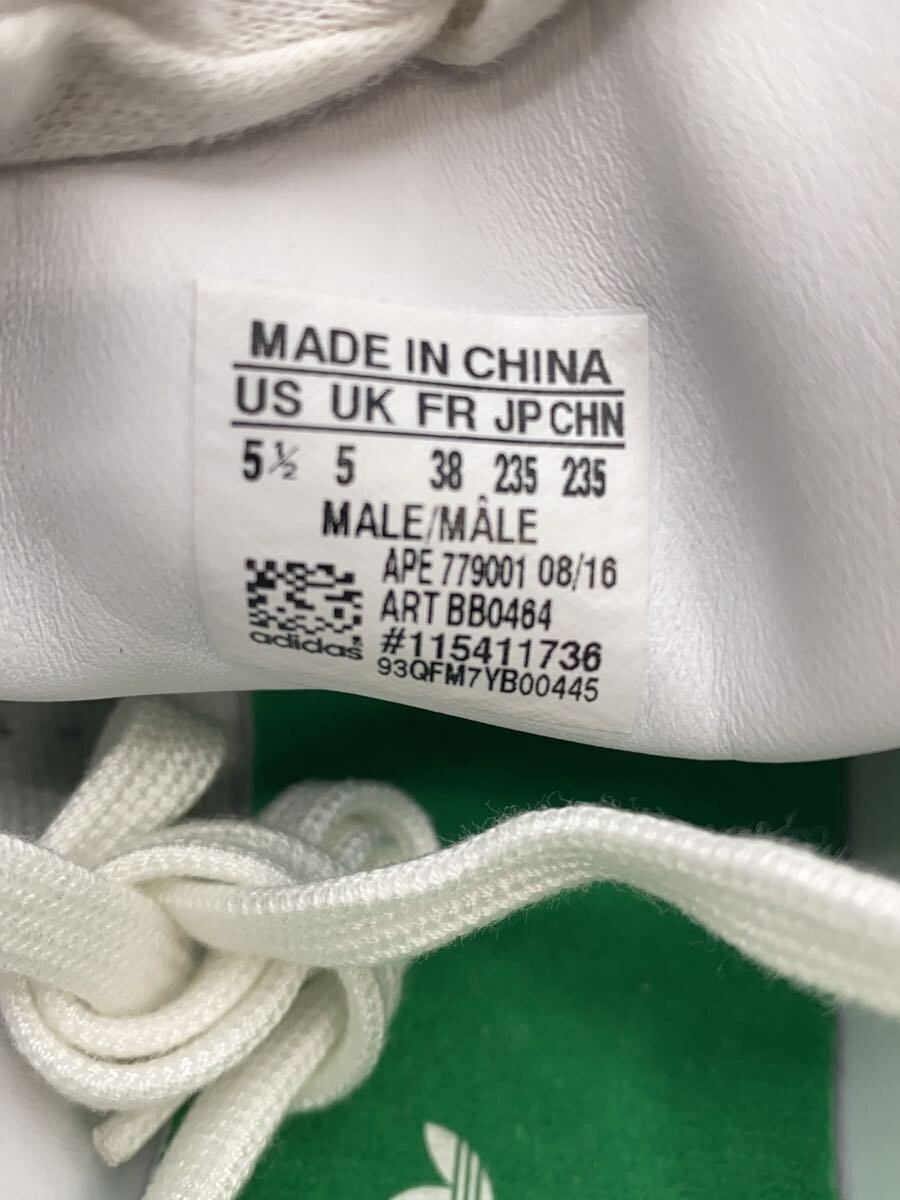 MADE IN CHINA
US UK FR JP CHN
5½ 5 38 235 235
MALE/MÂLE
APE 779001 08/16
ART BB0464
#115411736
93QFM7YB00445
adidas